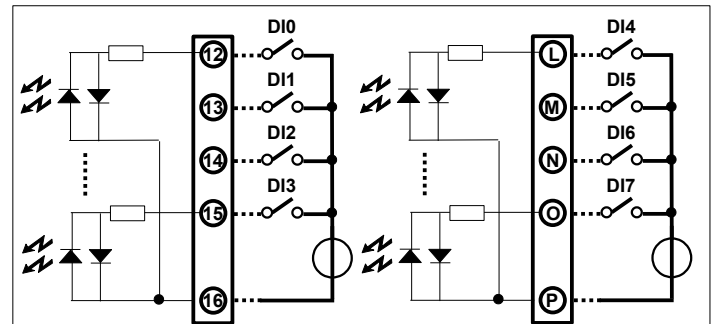 12 DI0 L DI4
13 DI1 M DI5
14 DI2 N DI6
15 DI3 O DI7
16 P